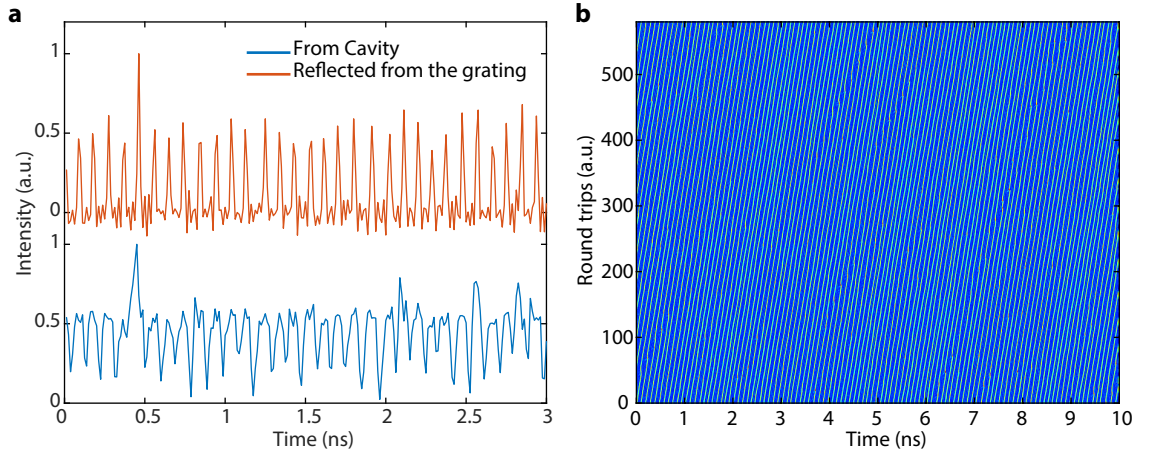 a
Intensity (a.u.)
1
0.5
0
1
0.5
0
From Cavity
Reflected from the grating
0 0.5 1 1.5 2 2.5 3
Time (ns)
b
Round trips (a.u.)
500
400
300
200
100
0
0 1 2 3 4 5 6 7 8 9 10
Time (ns)